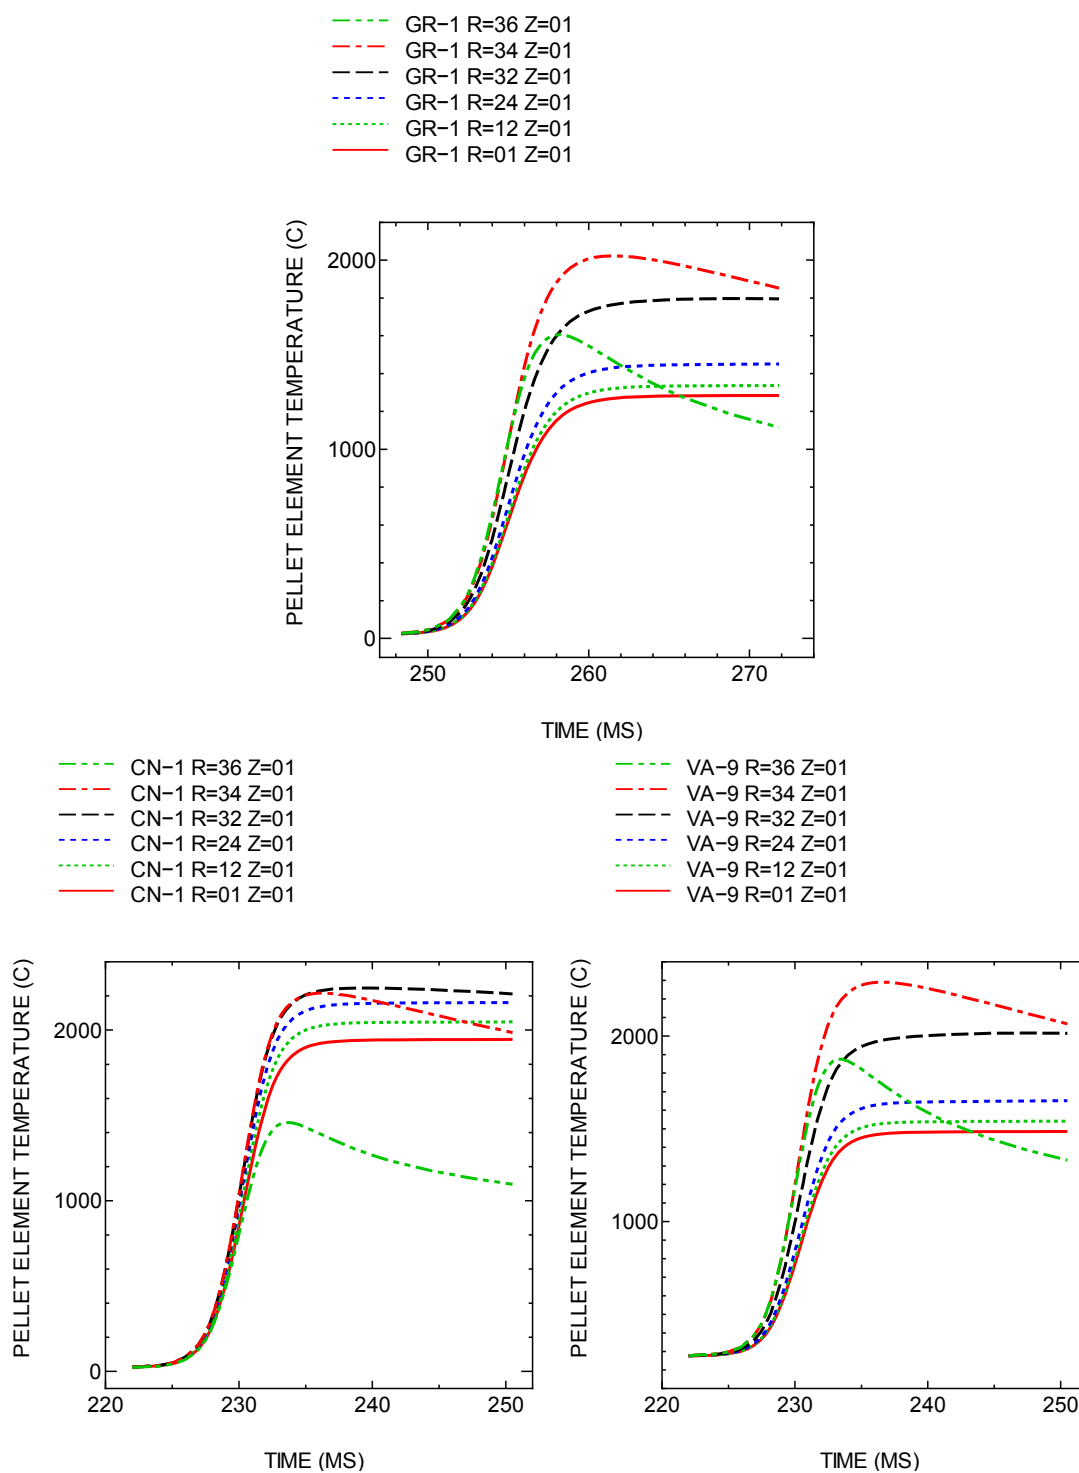 GR−1 R=36 Z=01
GR−1 R=34 Z=01
GR−1 R=32 Z=01
GR−1 R=24 Z=01
GR−1 R=12 Z=01
GR−1 R=01 Z=01
PELLET ELEMENT TEMPERATURE (C)
2000
1000
0
250 260 270
TIME (MS)
CN−1 R=36 Z=01
CN−1 R=34 Z=01
CN−1 R=32 Z=01
CN−1 R=24 Z=01
CN−1 R=12 Z=01
CN−1 R=01 Z=01
PELLET ELEMENT TEMPERATURE (C)
2000
1000
0
220 230 240 250
TIME (MS)
VA−9 R=36 Z=01
VA−9 R=34 Z=01
VA−9 R=32 Z=01
VA−9 R=24 Z=01
VA−9 R=12 Z=01
VA−9 R=01 Z=01
PELLET ELEMENT TEMPERATURE (C)
2000
1000
220 230 240 250
TIME (MS)